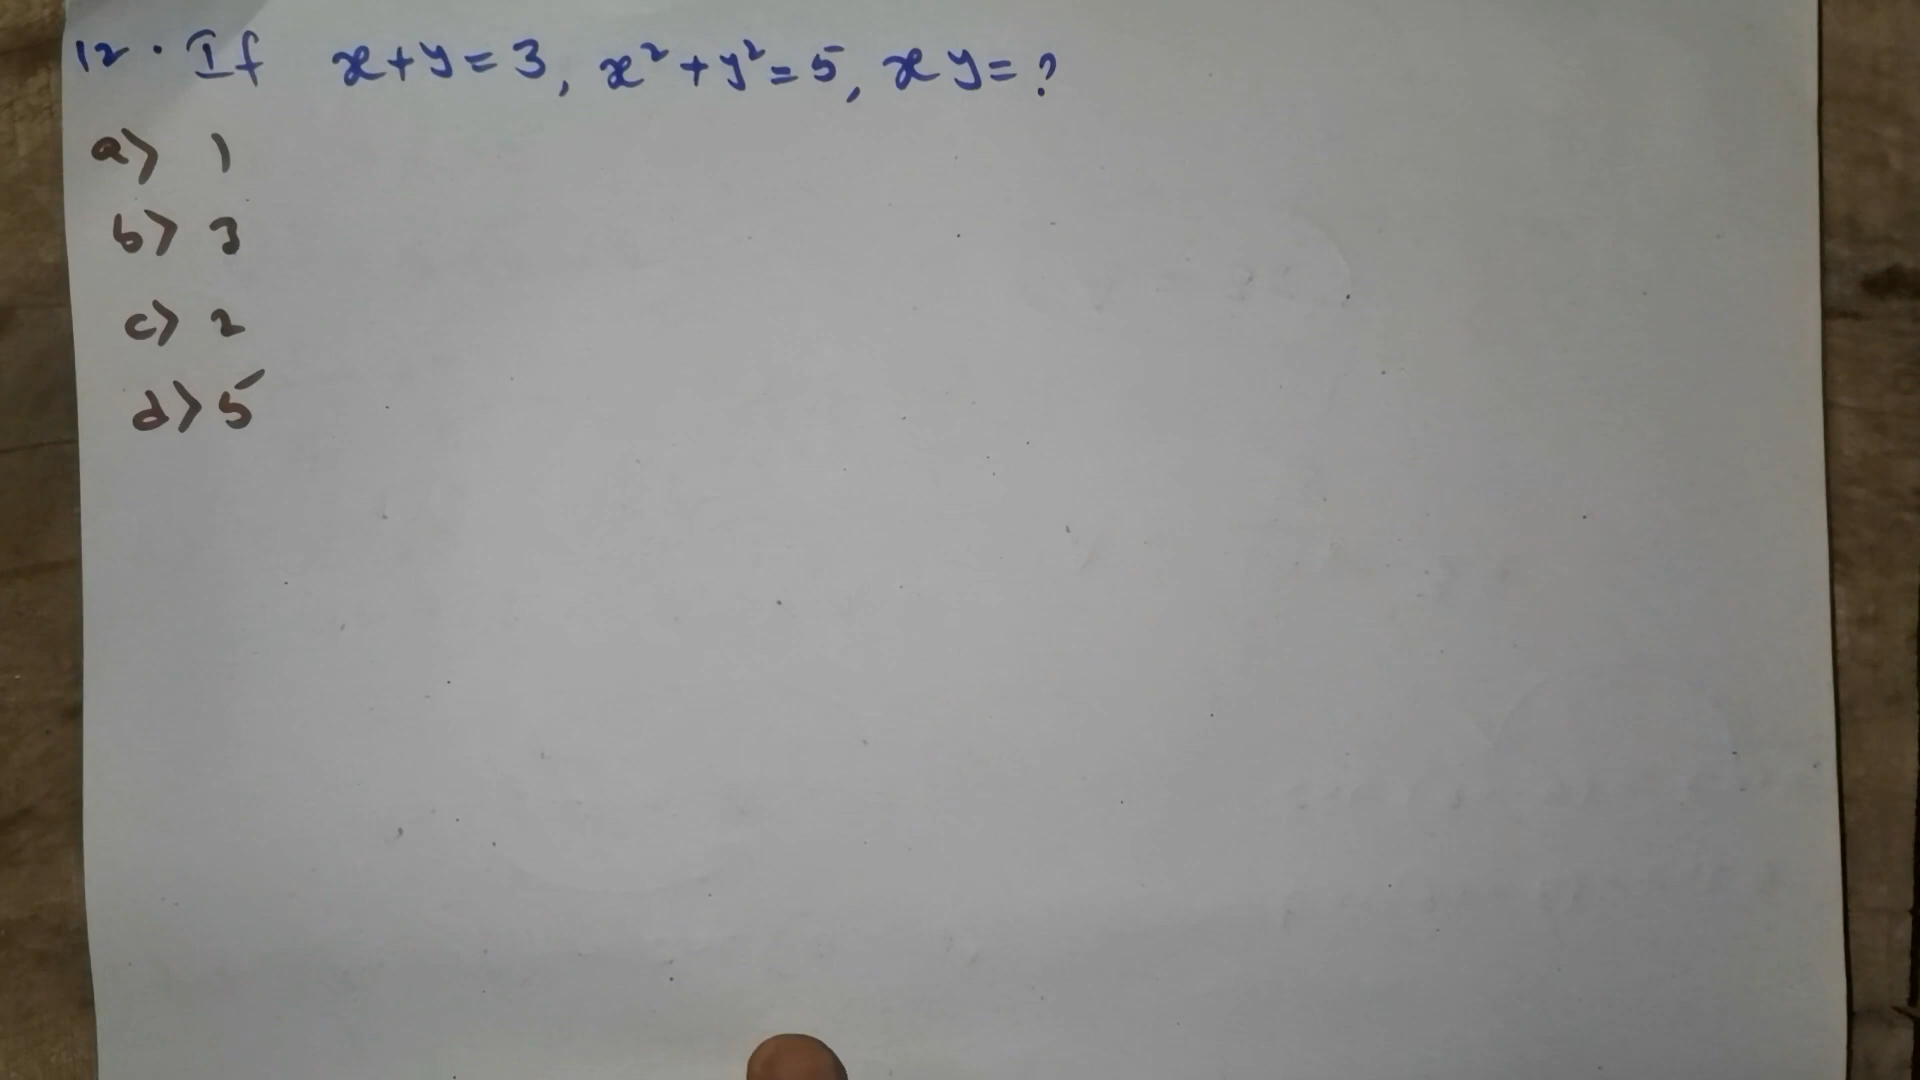 12. If x+y=3, x²+y²=5, xy=?
a> 1
b> 3
c> 2
d> 5